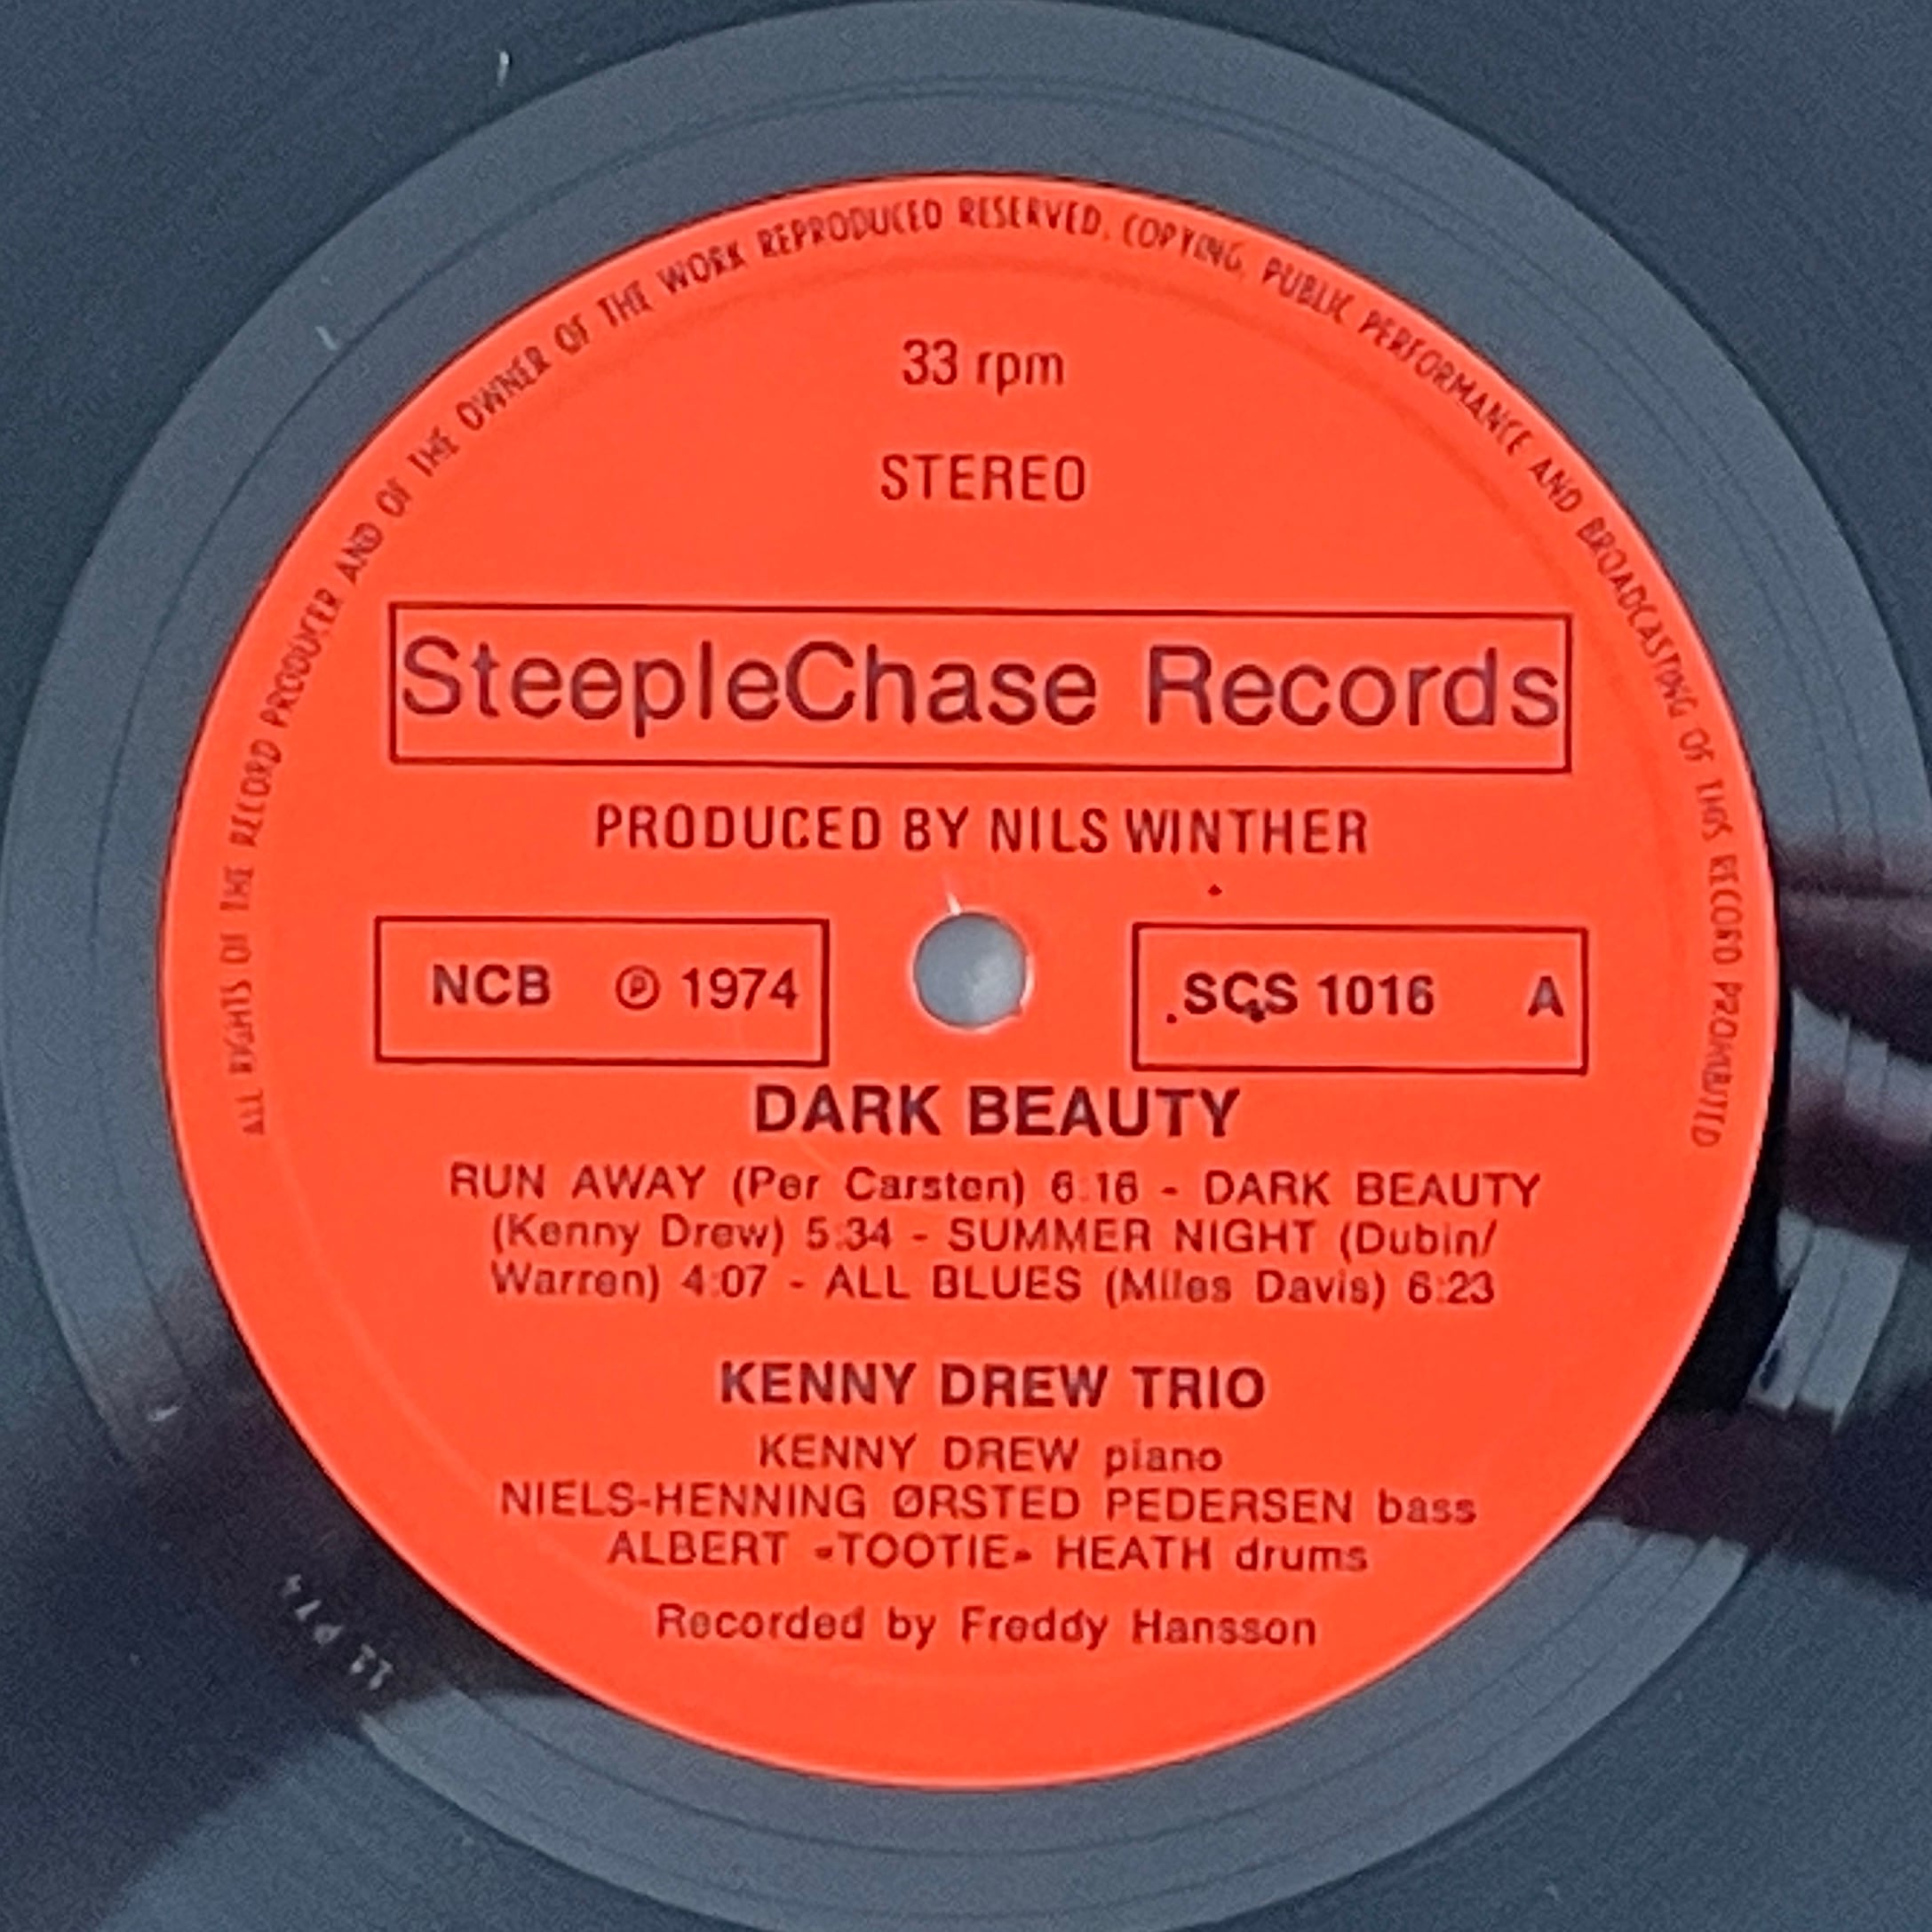 ALL RIGHTS OF THE RECORD PRODUCER AND OF THE OWNER OF THE WORK REPRODUCED RESERVED. COPYING, PUBLIC PERFORMANCE AND BROADCASTING OF THIS RECORD PROHIBITED
33 rpm
STEREO
SteepleChase Records
PRODUCED BY NILS WINTHER
NCB ℗ 1974
SCS 1016 A
DARK BEAUTY
RUN AWAY (Per Carsten) 6:16 - DARK BEAUTY
(Kenny Drew) 5:34 - SUMMER NIGHT (Dubin/
Warren) 4:07 - ALL BLUES (Miles Davis) 6:23
KENNY DREW TRIO
KENNY DREW piano
NIELS-HENNING ØRSTED PEDERSEN bass
ALBERT «TOOTIE» HEATH drums
Recorded by Freddy Hansson